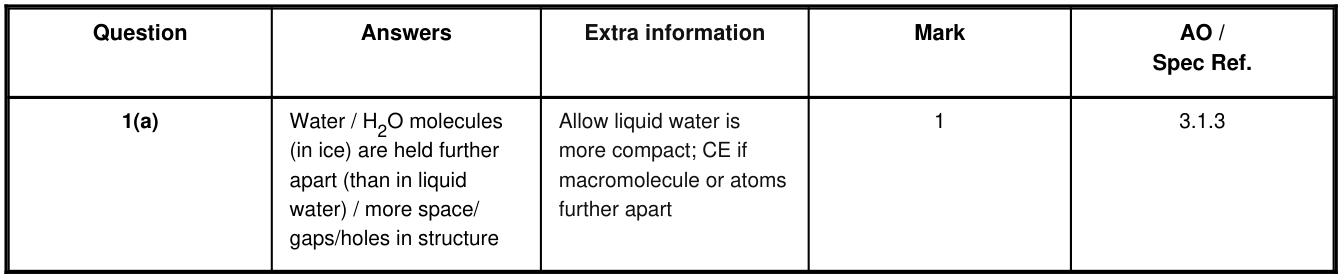 Question Answers Extra information Mark AO /
Spec Ref.
1(a) Water / H2O molecules Allow liquid water is 1 3.1.3
(in ice) are held further more compact; CE if
apart (than in liquid macromolecule or atoms
water) / more space/ further apart
gaps/holes in structure